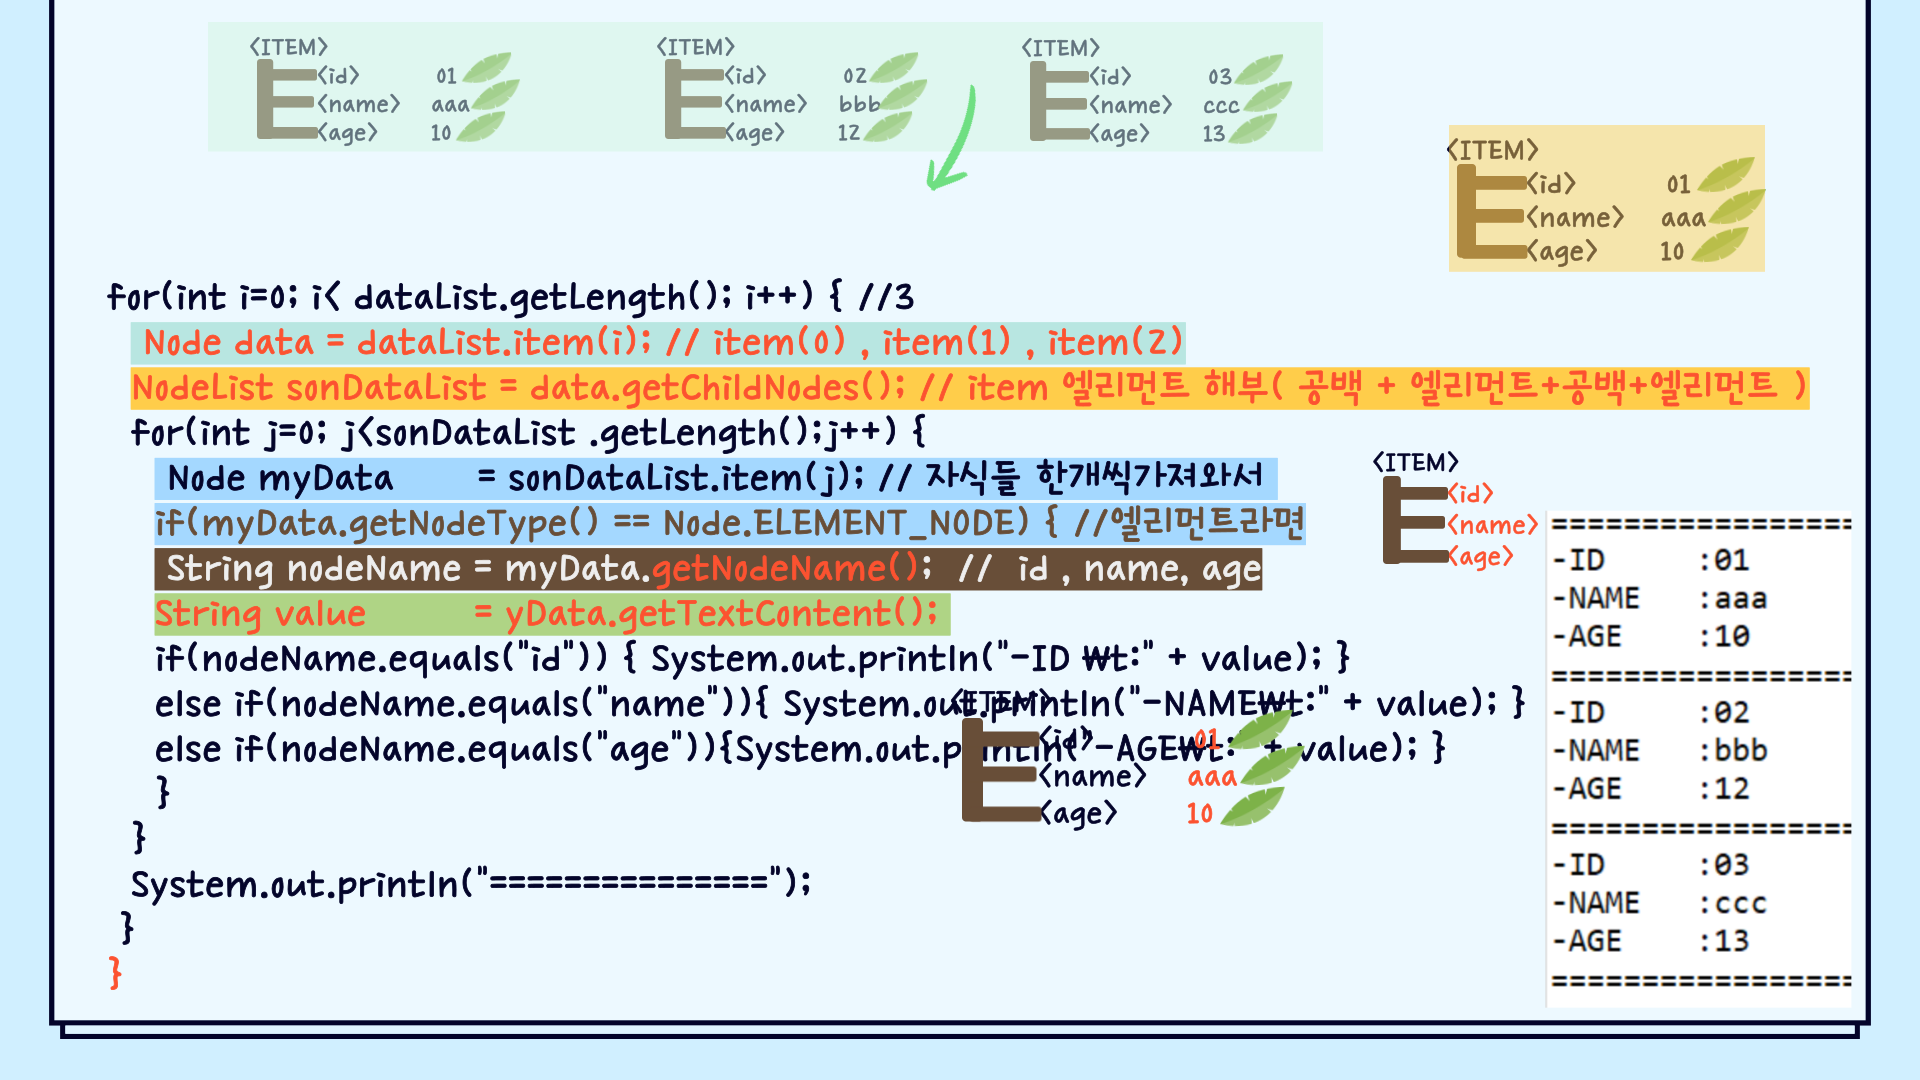 <ITEM>
<id> 01
<name> aaa
<age> 10
<ITEM>
<id> 02
<name> bbb
<age> 12
<ITEM>
<id> 03
<name> ccc
<age> 13
<ITEM>
<id> 01
<name> aaa
<age> 10
for(int i=0; i< dataList.getLength(); i++) { //3
Node data = dataList.item(i); // item(0) , item(1) , item(2)
NodeList sonDataList = data.getChildNodes(); // item 엘리먼트 해부( 공백 + 엘리먼트+공백+엘리먼트 )
for(int j=0; j<sonDataList .getLength();j++) {
Node myData = sonDataList.item(j); // 자식들 한개씩가져와서
if(myData.getNodeType() == Node.ELEMENT_NODE) { //엘리먼트라면
String nodeName = myData.getNodeName(); // id , name, age
String value = yData.getTextContent();
if(nodeName.equals("id")) { System.out.println("-ID ₩t:" + value); }
else if(nodeName.equals("name")){ System.out.println("-NAME₩t:" + value); }
else if(nodeName.equals("age")){System.out.println("-AGE₩t:" + value); }
}
}
System.out.println("===============");
}
}
<ITEM>
<id>
<name>
<age>
<ITEM>
<id> 01
<name> aaa
<age> 10
==================
-ID :01
-NAME :aaa
-AGE :10
==================
-ID :02
-NAME :bbb
-AGE :12
==================
-ID :03
-NAME :ccc
-AGE :13
==================